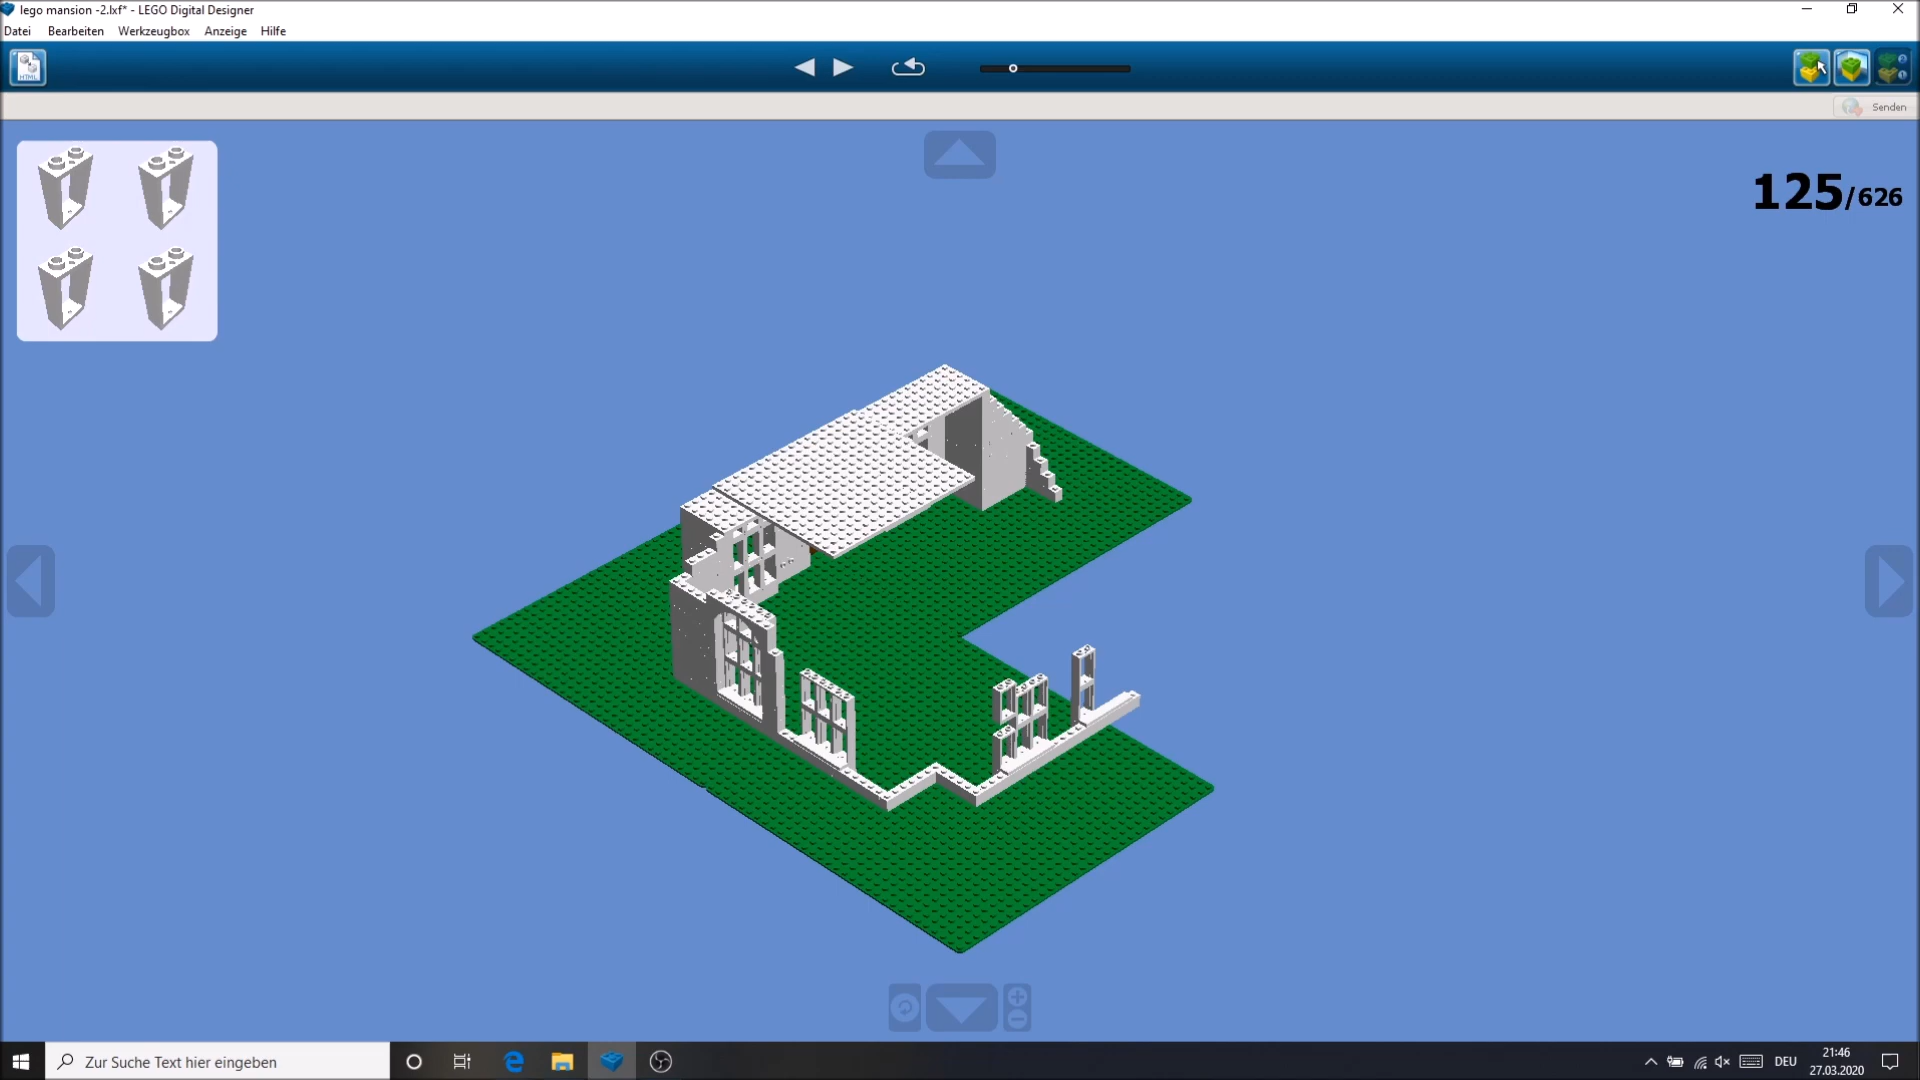 lego mansion -2.lxf* - LEGO Digital Designer
Datei Bearbeiten Werkzeugbox Anzeige Hilfe
HTML
Senden
125/626
Zur Suche Text hier eingeben
DEU
21:46
27.03.2020